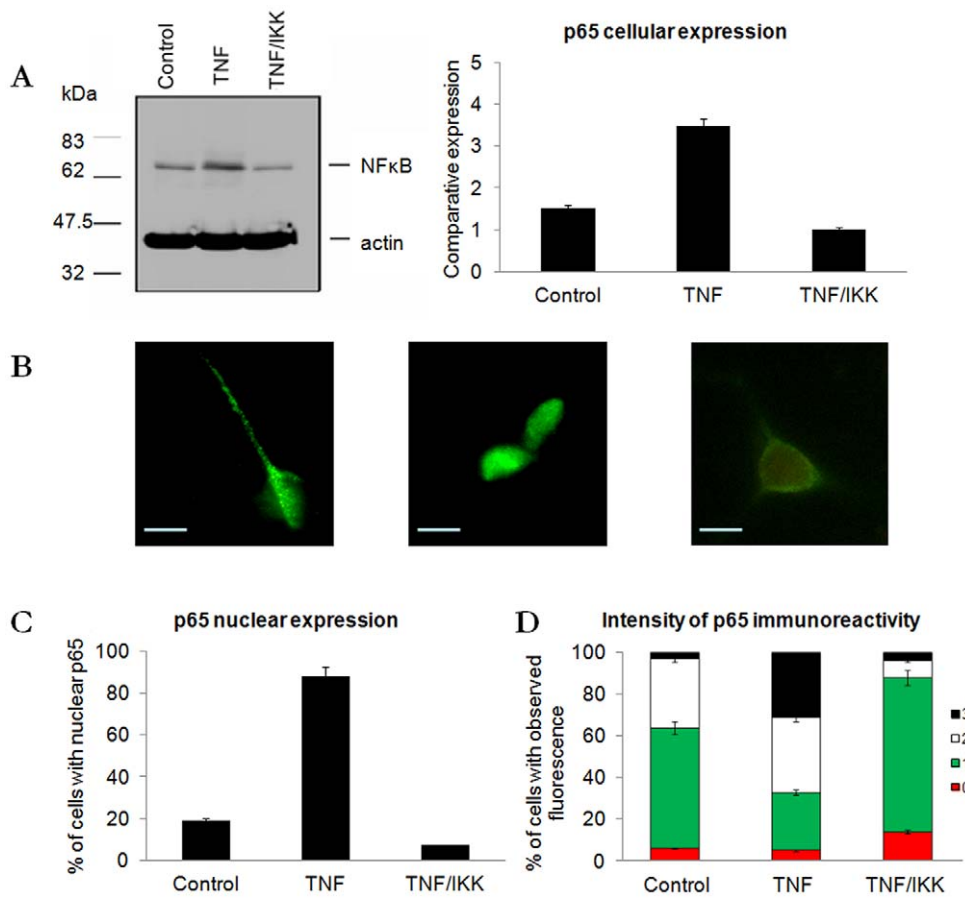 A
kDa
83
62
47.5
32
Control
TNF
TNF/IKK
NFκB
actin
p65 cellular expression
Comparative expression
5
4
3
2
1
0
Control
TNF
TNF/IKK
B
C
p65 nuclear expression
% of cells with nuclear p65
100
80
60
40
20
0
Control
TNF
TNF/IKK
D
Intensity of p65 immunoreactivity
% of cells with observed
fluorescence
100
80
60
40
20
0
Control
TNF
TNF/IKK
3
2